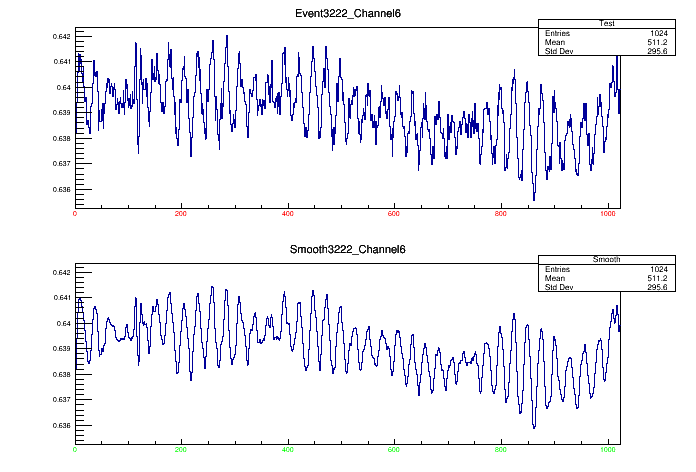 Event3222_Channel6
Test
Entries 1024
Mean 511.2
Std Dev 295.6
0.642
0.641
0.64
0.639
0.638
0.637
0.636
0 200 400 600 800 1000
Smooth3222_Channel6
Smooth
Entries 1024
Mean 511.2
Std Dev 295.6
0.642
0.641
0.64
0.639
0.638
0.637
0.636
0 200 400 600 800 1000